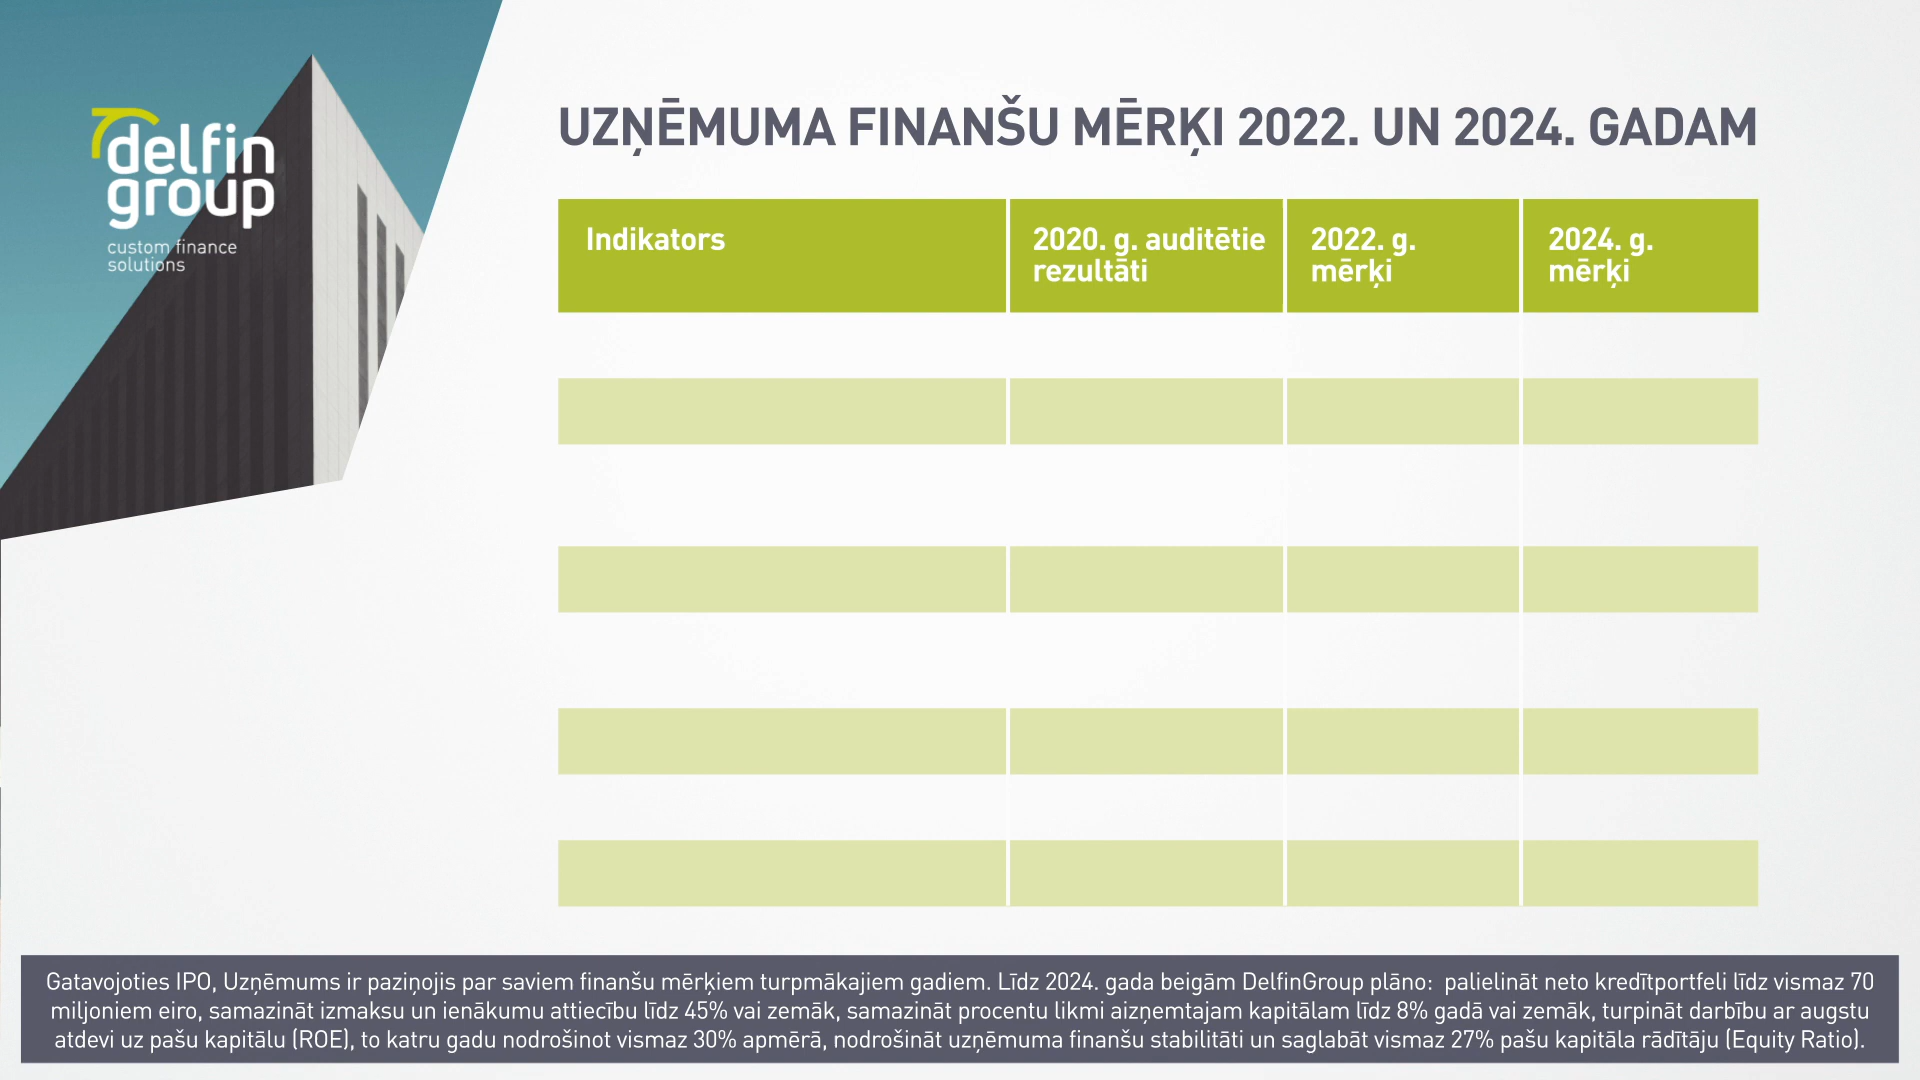 delfin
group
custom finance
solutions
UZŅĒMUMA FINANŠU MĒRĶI 2022. UN 2024. GADAM
Indikators
2020. g. auditētie
rezultāti
2022. g.
mērķi
2024. g.
mērķi
Gatavojoties IPO, Uzņēmums ir paziņojis par saviem finanšu mērķiem turpmākajiem gadiem. Līdz 2024. gada beigām DelfinGroup plāno: palielināt neto kredītportfeli līdz vismaz 70
miljoniem eiro, samazināt izmaksu un ienākumu attiecību līdz 45% vai zemāk, samazināt procentu likmi aizņemtajam kapitālam līdz 8% gadā vai zemāk, turpināt darbību ar augstu
atdevi uz pašu kapitālu (ROE), to katru gadu nodrošinot vismaz 30% apmērā, nodrošināt uzņēmuma finanšu stabilitāti un saglabāt vismaz 27% pašu kapitāla rādītāju (Equity Ratio).